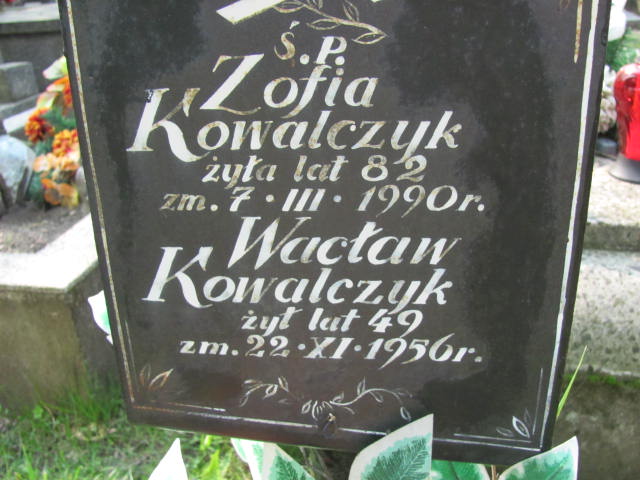 Ś.P.
Zofia
Kowalczyk
żyła lat 82
zm. 7 · III · 1990r.
Wacław
Kowalczyk
żył lat 49
zm. 22 · XI · 1956r.